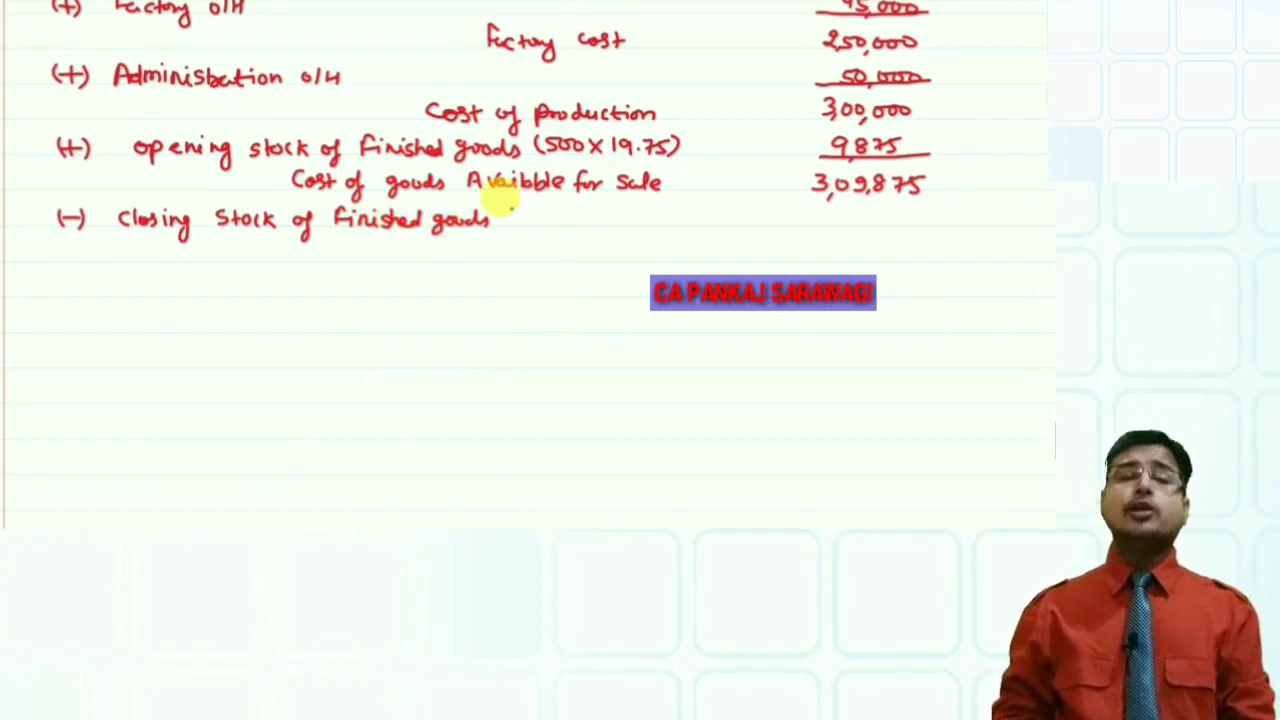 (+) Factory O/H 45,000
Factory cost 250,000
(+) Administration O/H 50,000
Cost of production 3,00,000
(+) opening stock of finished goods (500 X 19.75) 9,875
Cost of goods Available for sale 3,09,875
(-) closing stock of finished goods
CA PANKAJ SARAWAGI